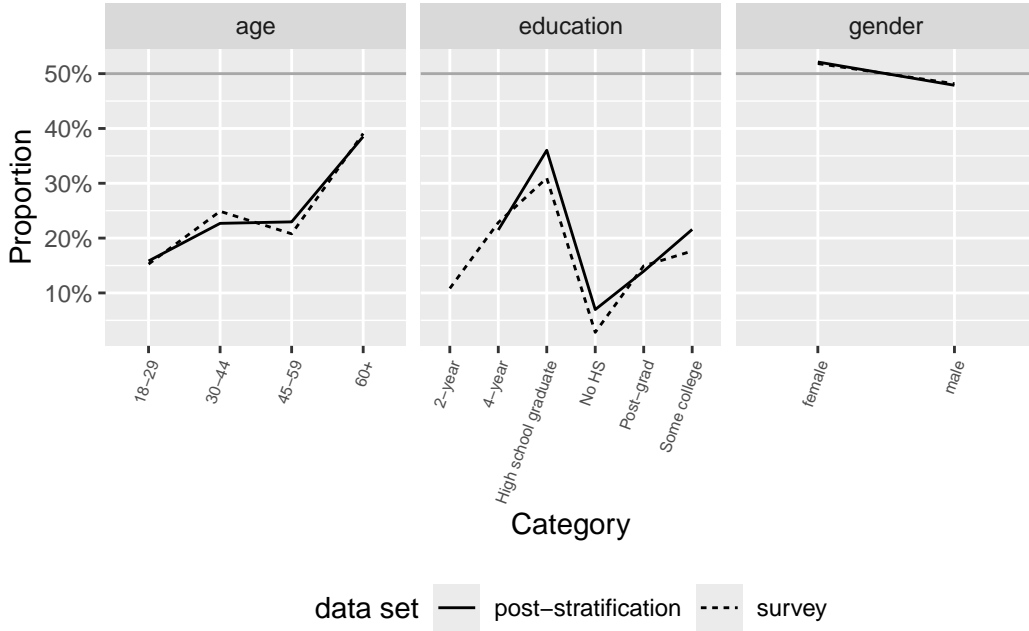 age education gender
50%
40%
30%
20%
10%
Proportion
18–29 30–44 45–59 60+ 2–year 4–year High school graduate No HS Post–grad Some college female male
Category
data set post–stratification survey